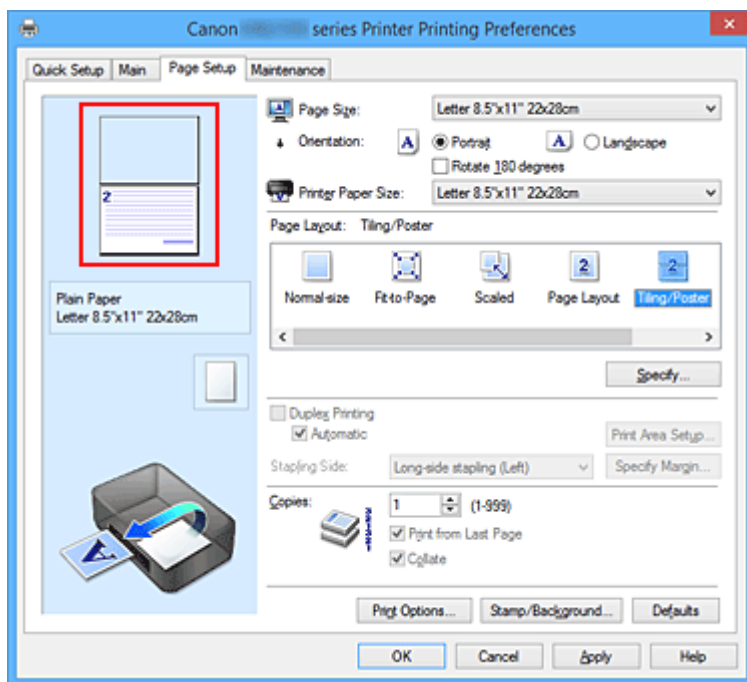 Canon series Printer Printing Preferences
Quick Setup Main Page Setup Maintenance
2
Plain Paper
Letter 8.5"x11" 22x28cm
A
Page Size: Letter 8.5"x11" 22x28cm
Orientation: A Portrait A Landscape
Rotate 180 degrees
Printer Paper Size: Letter 8.5"x11" 22x28cm
Page Layout: Tiling/Poster
2 2
Normal-size Fit-to-Page Scaled Page Layout Tiling/Poster
Specify...
Duplex Printing
Automatic
Print Area Setup...
Stapling Side: Long-side stapling (Left) Specify Margin...
Copies: 1 (1-999)
Print from Last Page
Collate
Print Options... Stamp/Background... Defaults
OK Cancel Apply Help